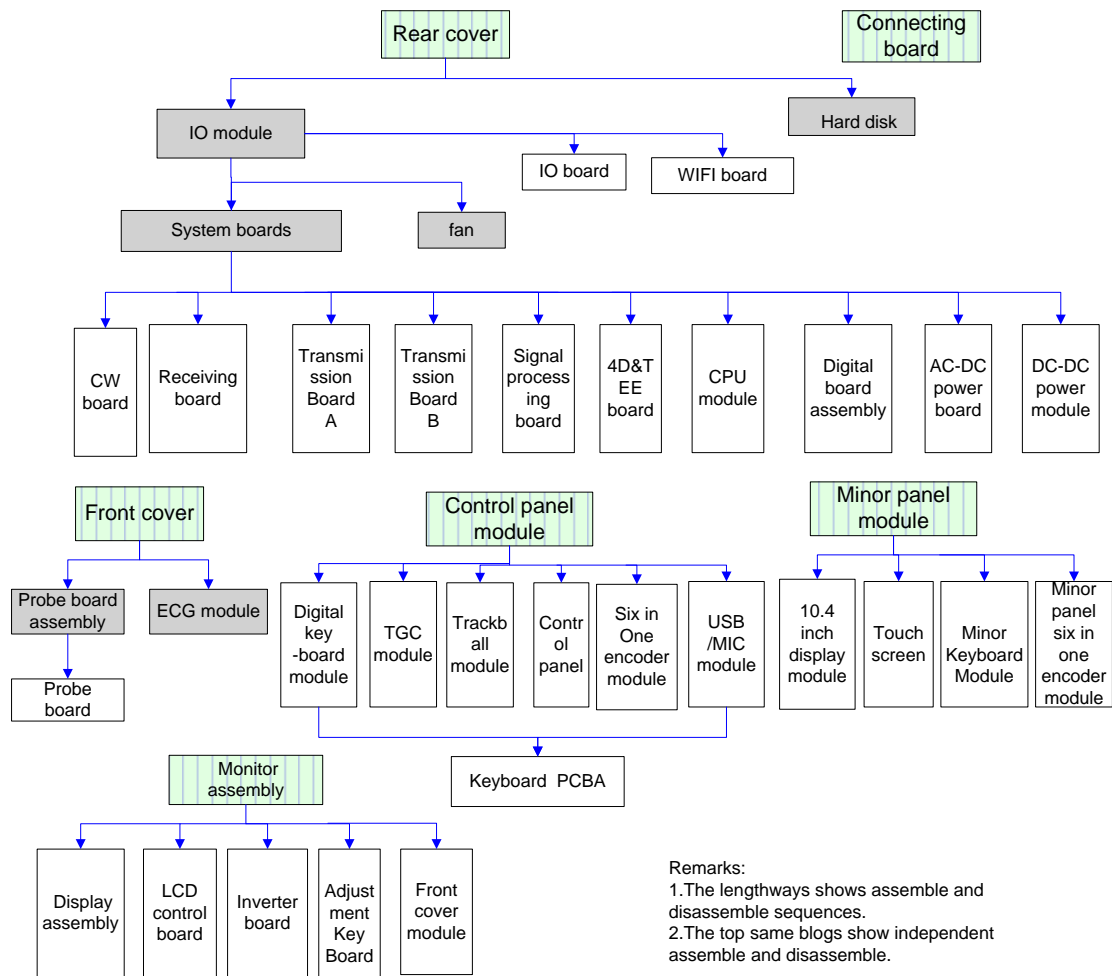 Rear cover
Connecting
board
IO module
Hard disk
IO board
WIFI board
System boards
fan
CW
board
Receiving
board
Transmi
ssion
Board
A
Transmi
ssion
Board
B
Signal
process
ing
board
4D&T
EE
board
CPU
module
Digital
board
assembly
AC-DC
power
board
DC-DC
power
module
Front cover
Control panel
module
Minor panel
module
Probe board
assembly
ECG module
Probe
board
Digital
key
-board
module
TGC
module
Trackb
all
module
Contr
ol
panel
Six in
One
encoder
module
USB
/MIC
module
10.4
inch
display
module
Touch
screen
Minor
Keyboard
Module
Minor
panel
six in
one
encoder
module
Keyboard PCBA
Monitor
assembly
Display
assembly
LCD
control
board
Inverter
board
Adjust
ment
Key
Board
Front
cover
module
Remarks:
1.The lengthways shows assemble and
disassemble sequences.
2.The top same blogs show independent
assemble and disassemble.